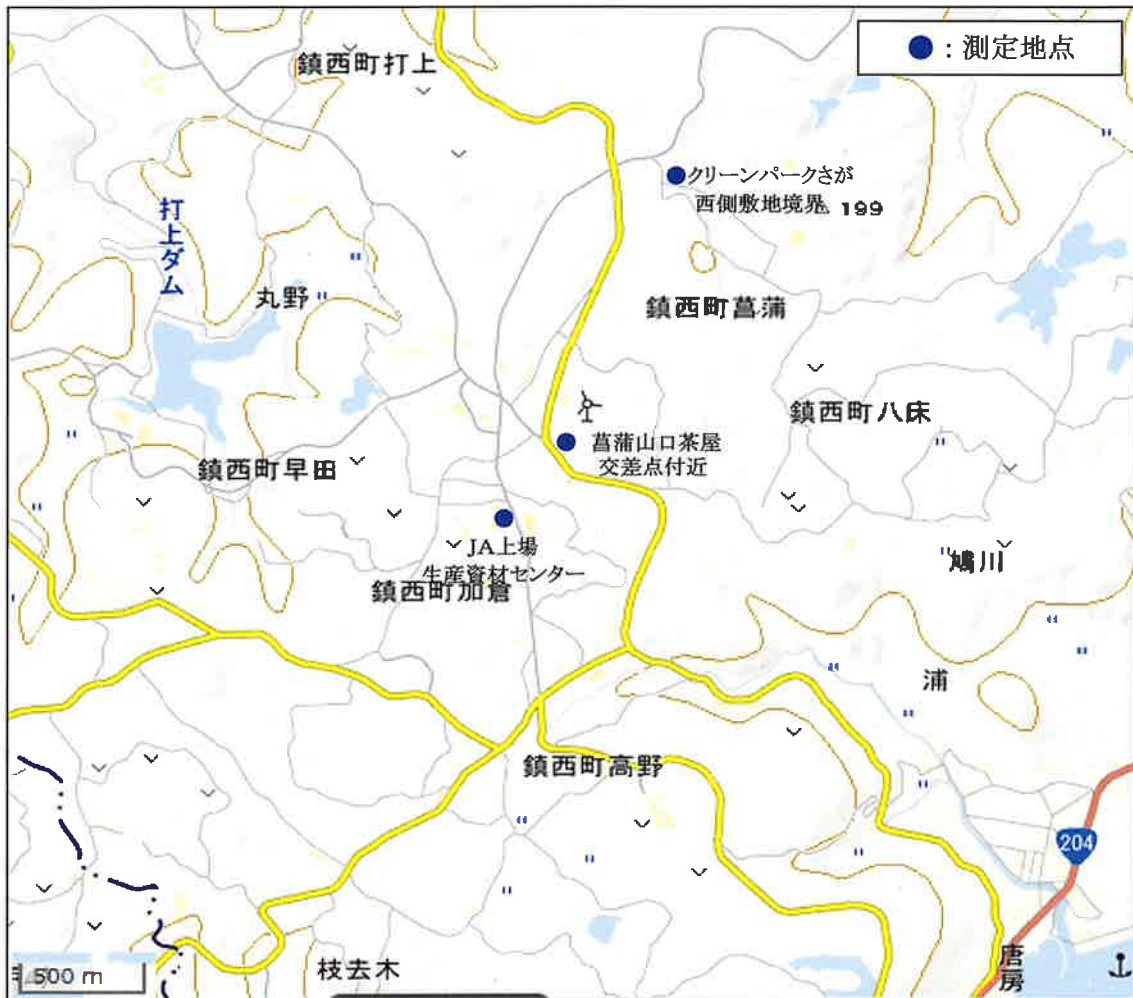 鎮西町打上
●：測定地点
クリーンパークさが
西側敷地境界
199
打上ダム
丸野
鎮西町菖蒲
鎮西町八床
菖蒲山口茶屋
交差点付近
鎮西町早田
JA上場
生産資材センター
鎮西町加倉
鳩川
浦
鎮西町高野
204
500 m
枝去木
唐房